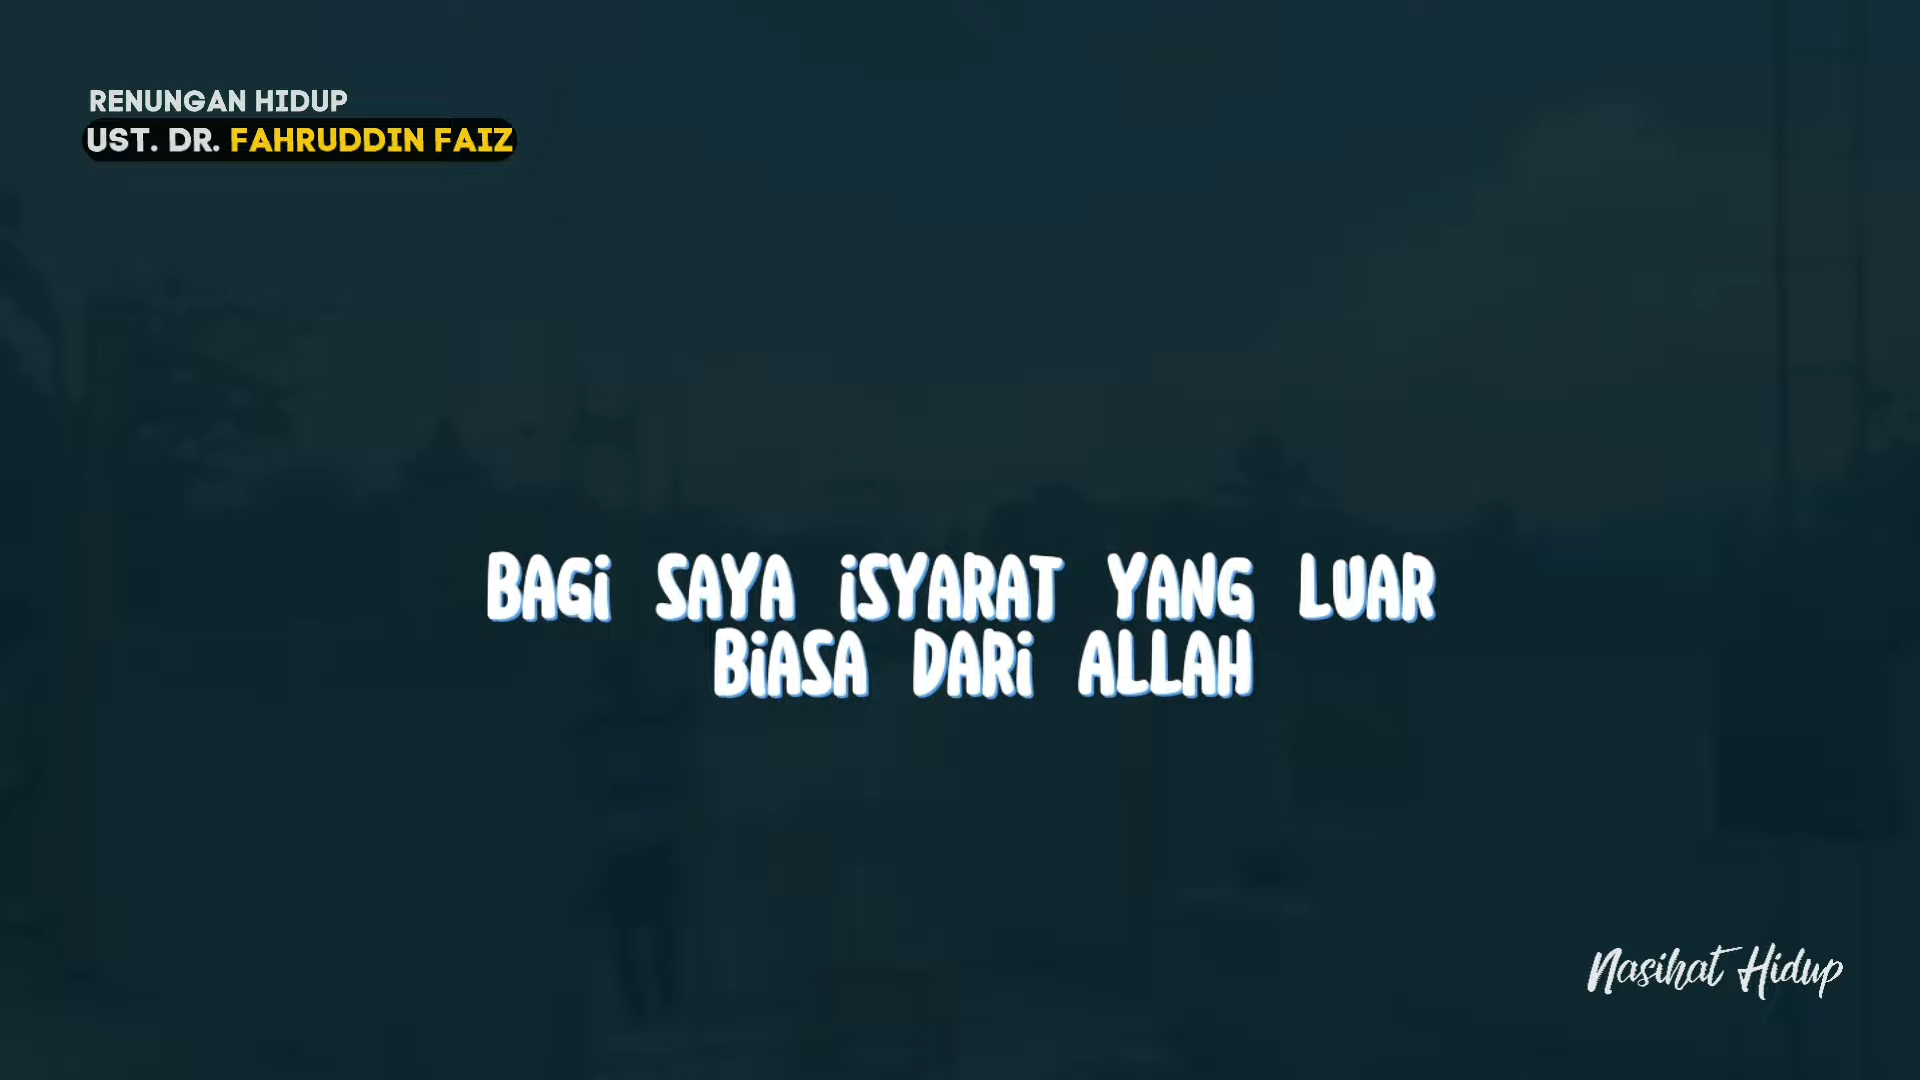 RENUNGAN HIDUP
UST. DR. FAHRUDDIN FAIZ
BAGI SAYA ISYARAT YANG LUAR
BIASA DARI ALLAH
Nasihat Hidup